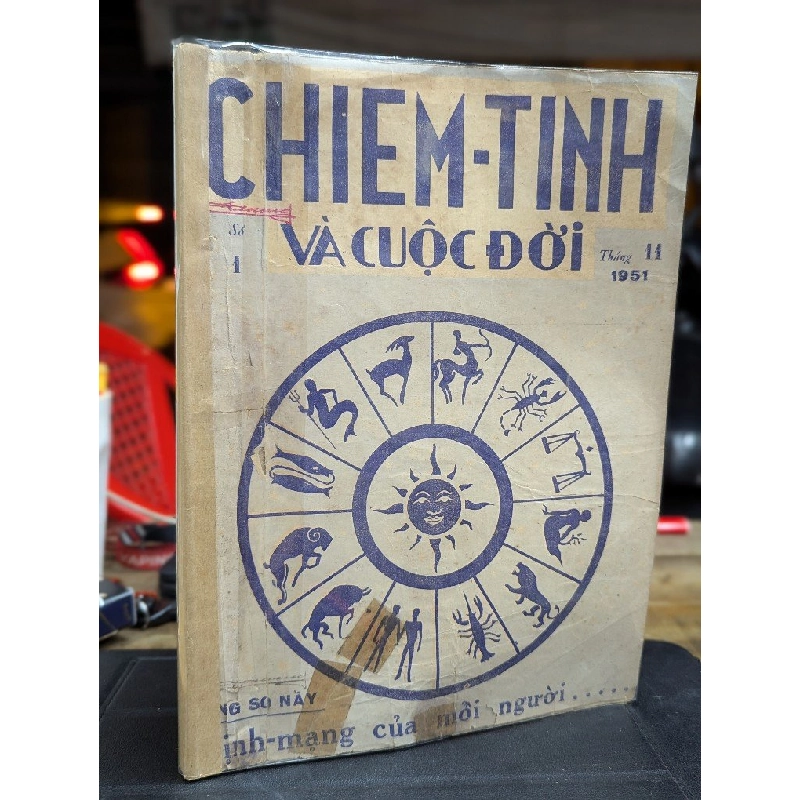 CHIEM-TINH
VÀ CUỘC ĐỜI
Số 1
Tháng 11
1951
NG SỐ NÀY
ịnh-mạng của mỗi người......